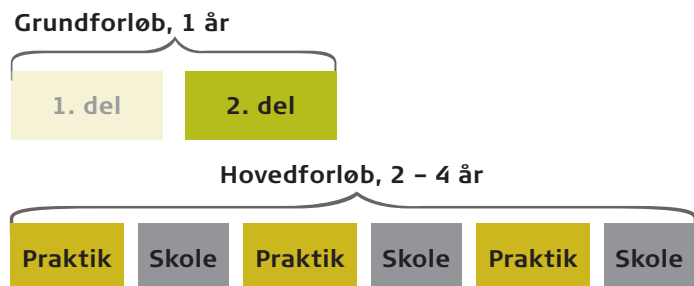 Grundforløb, 1 år
1. del 2. del
Hovedforløb, 2 – 4 år
Praktik Skole Praktik Skole Praktik Skole